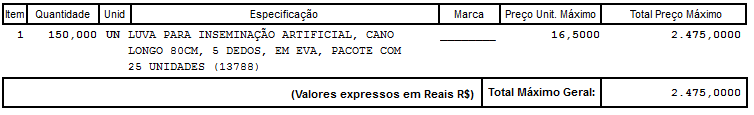 Item Quantidade Unid Especificação Marca Preço Unit. Máximo Total Preço Máximo
1 150,000 UN LUVA PARA INSEMINAÇÃO ARTIFICIAL, CANO ________ 16,5000 2.475,0000
LONGO 80CM, 5 DEDOS, EM EVA, PACOTE COM
25 UNIDADES (13788)
(Valores expressos em Reais R$) Total Máximo Geral: 2.475,0000